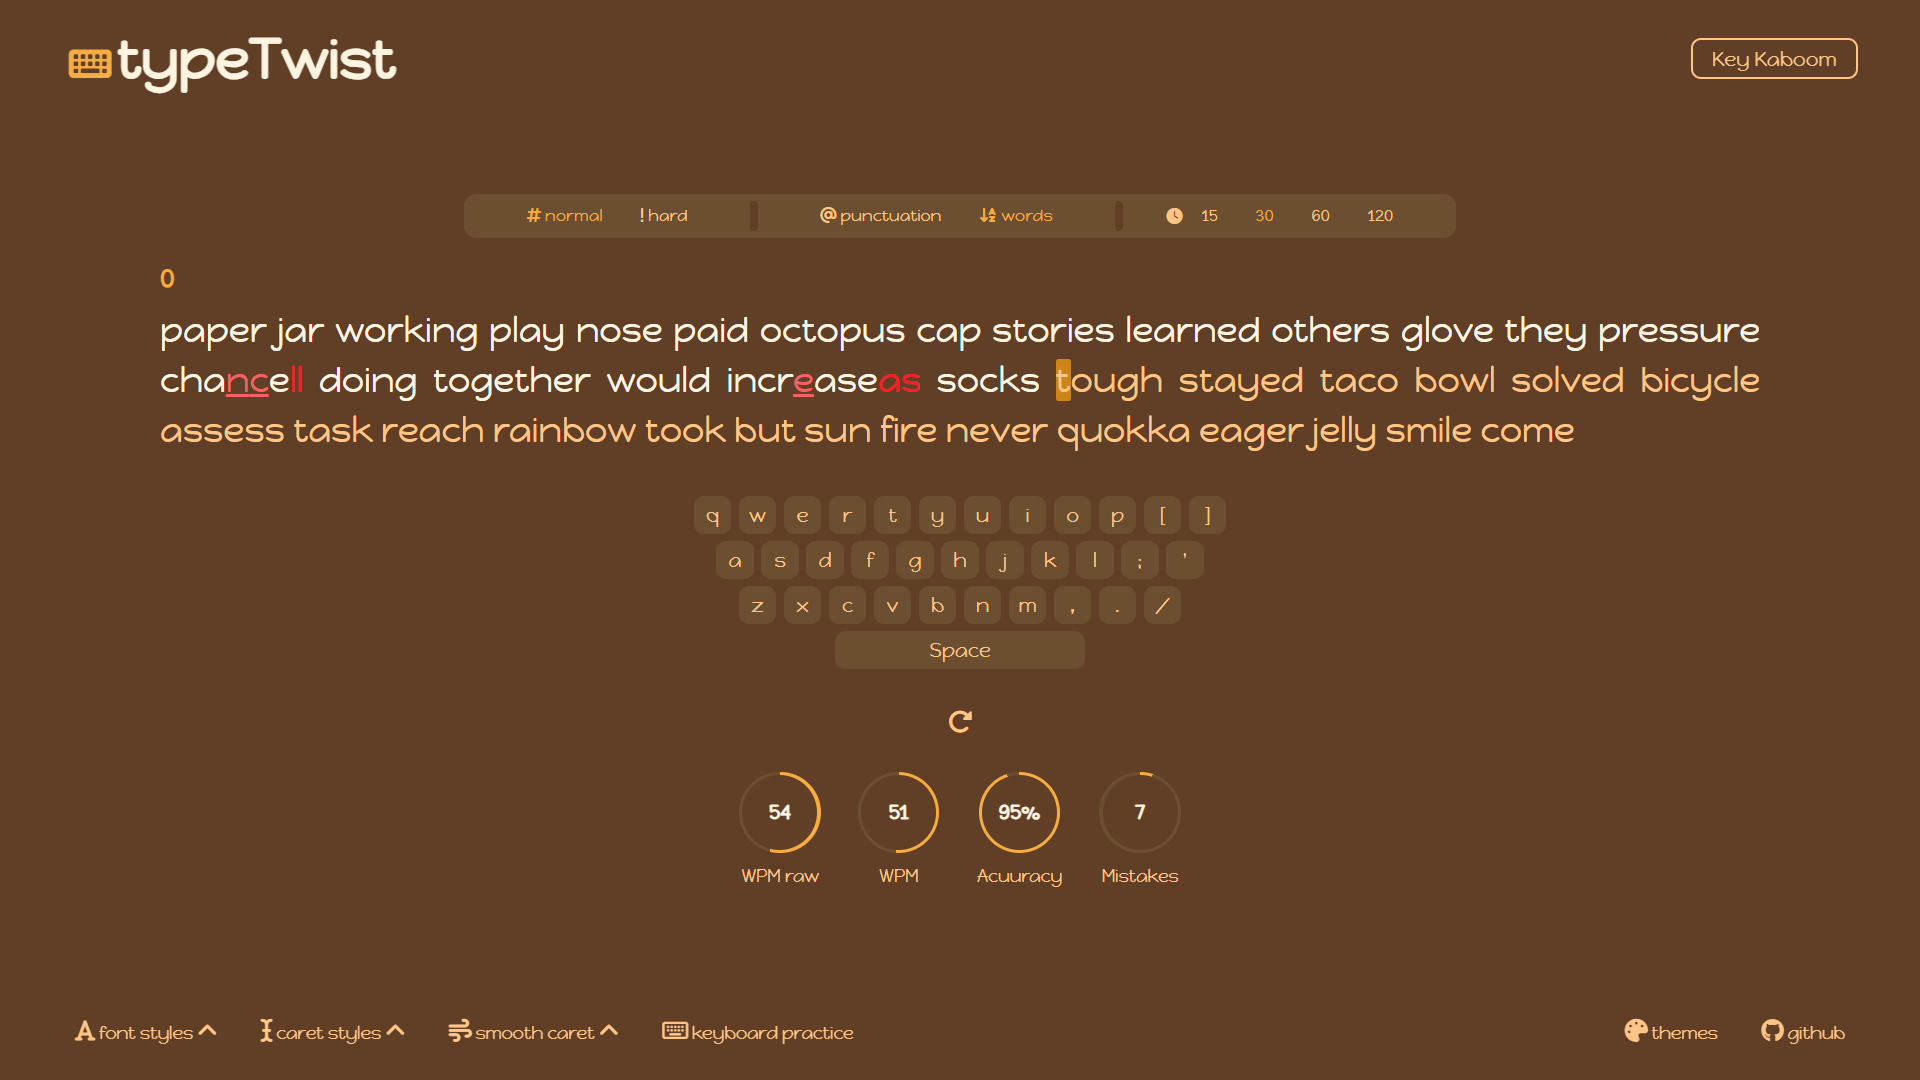 typeTwist
Key Kaboom
# normal ! hard @ punctuation words 15 30 60 120
0
paper jar working play nose paid octopus cap stories learned others glove they pressure
chancell doing together would increaseas socks tough stayed taco bowl solved bicycle
assess task reach rainbow took but sun fire never quokka eager jelly smile come
q w e r t y u i o p [ ]
a s d f g h j k l ; '
z x c v b n m , . /
Space
54 51 95% 7
WPM raw WPM Acuuracy Mistakes
font styles caret styles smooth caret keyboard practice themes github